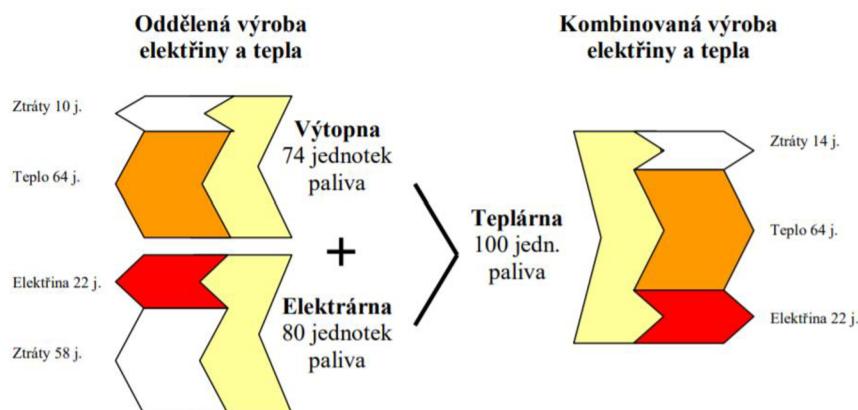 Oddělená výroba
elektřiny a tepla
Ztráty 10 j.
Teplo 64 j.
Výtopna
74 jednotek
paliva
+
Elektřina 22 j.
Ztráty 58 j.
Elektrárna
80 jednotek
paliva
Kombinovaná výroba
elektřiny a tepla
Teplárna
100 jedn.
paliva
Ztráty 14 j.
Teplo 64 j.
Elektřina 22 j.